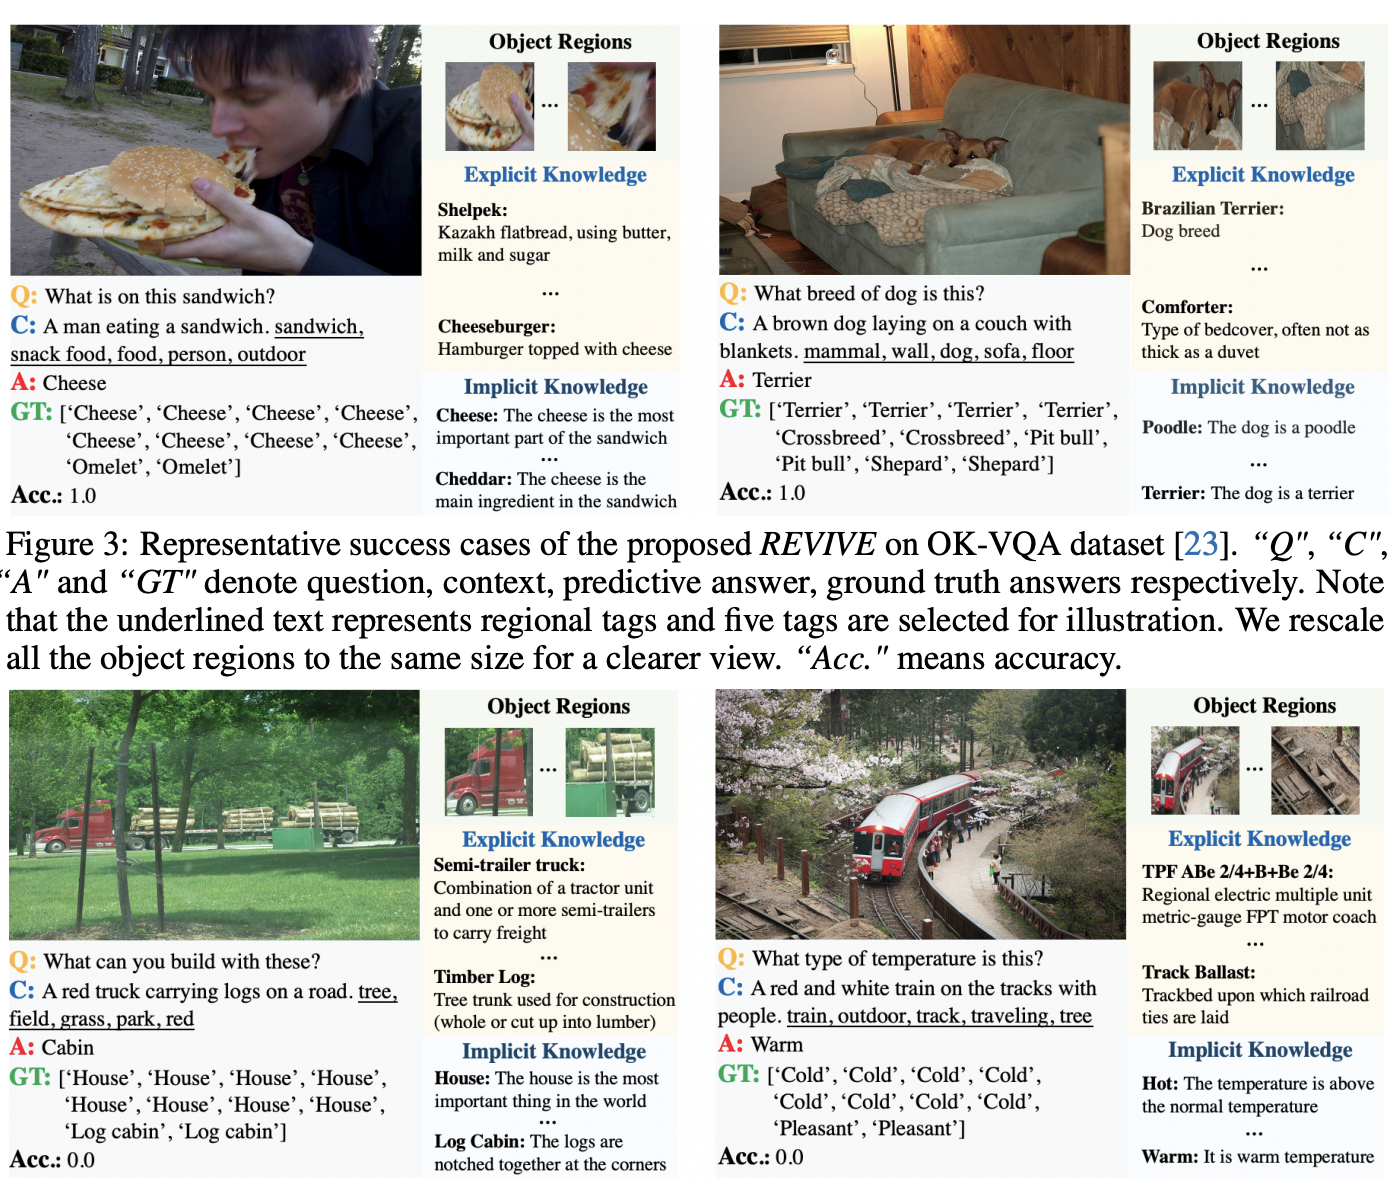 Object Regions
...
Explicit Knowledge
Shelpek:
Kazakh flatbread, using butter,
milk and sugar
...
Cheeseburger:
Hamburger topped with cheese
Implicit Knowledge
Cheese: The cheese is the most
important part of the sandwich
...
Cheddar: The cheese is the
main ingredient in the sandwich
Q: What is on this sandwich?
C: A man eating a sandwich. sandwich,
snack food, food, person, outdoor
A: Cheese
GT: [‘Cheese’, ‘Cheese’, ‘Cheese’, ‘Cheese’,
‘Cheese’, ‘Cheese’, ‘Cheese’, ‘Cheese’,
‘Omelet’, ‘Omelet’]
Acc.: 1.0
Object Regions
...
Explicit Knowledge
Brazilian Terrier:
Dog breed
...
Comforter:
Type of bedcover, often not as
thick as a duvet
Implicit Knowledge
Poodle: The dog is a poodle
...
Terrier: The dog is a terrier
Q: What breed of dog is this?
C: A brown dog laying on a couch with
blankets. mammal, wall, dog, sofa, floor
A: Terrier
GT: [‘Terrier’, ‘Terrier’, ‘Terrier’, ‘Terrier’,
‘Crossbreed’, ‘Crossbreed’, ‘Pit bull’,
‘Pit bull’, ‘Shepard’, ‘Shepard’]
Acc.: 1.0
Figure 3: Representative success cases of the proposed REVIVE on OK-VQA dataset [23]. “Q", “C",
“A" and “GT" denote question, context, predictive answer, ground truth answers respectively. Note
that the underlined text represents regional tags and five tags are selected for illustration. We rescale
all the object regions to the same size for a clearer view. “Acc." means accuracy.
Object Regions
...
Explicit Knowledge
Semi-trailer truck:
Combination of a tractor unit
and one or more semi-trailers
to carry freight
...
Timber Log:
Tree trunk used for construction
(whole or cut up into lumber)
Implicit Knowledge
House: The house is the most
important thing in the world
...
Log Cabin: The logs are
notched together at the corners
Q: What can you build with these?
C: A red truck carrying logs on a road. tree,
field, grass, park, red
A: Cabin
GT: [‘House’, ‘House’, ‘House’, ‘House’,
‘House’, ‘House’, ‘House’, ‘House’,
‘Log cabin’, ‘Log cabin’]
Acc.: 0.0
Object Regions
...
Explicit Knowledge
TPF ABe 2/4+B+Be 2/4:
Regional electric multiple unit
metric-gauge FPT motor coach
...
Track Ballast:
Trackbed upon which railroad
ties are laid
Implicit Knowledge
Hot: The temperature is above
the normal temperature
...
Warm: It is warm temperature
Q: What type of temperature is this?
C: A red and white train on the tracks with
people. train, outdoor, track, traveling, tree
A: Warm
GT: [‘Cold’, ‘Cold’, ‘Cold’, ‘Cold’,
‘Cold’, ‘Cold’, ‘Cold’, ‘Cold’,
‘Pleasant’, ‘Pleasant’]
Acc.: 0.0